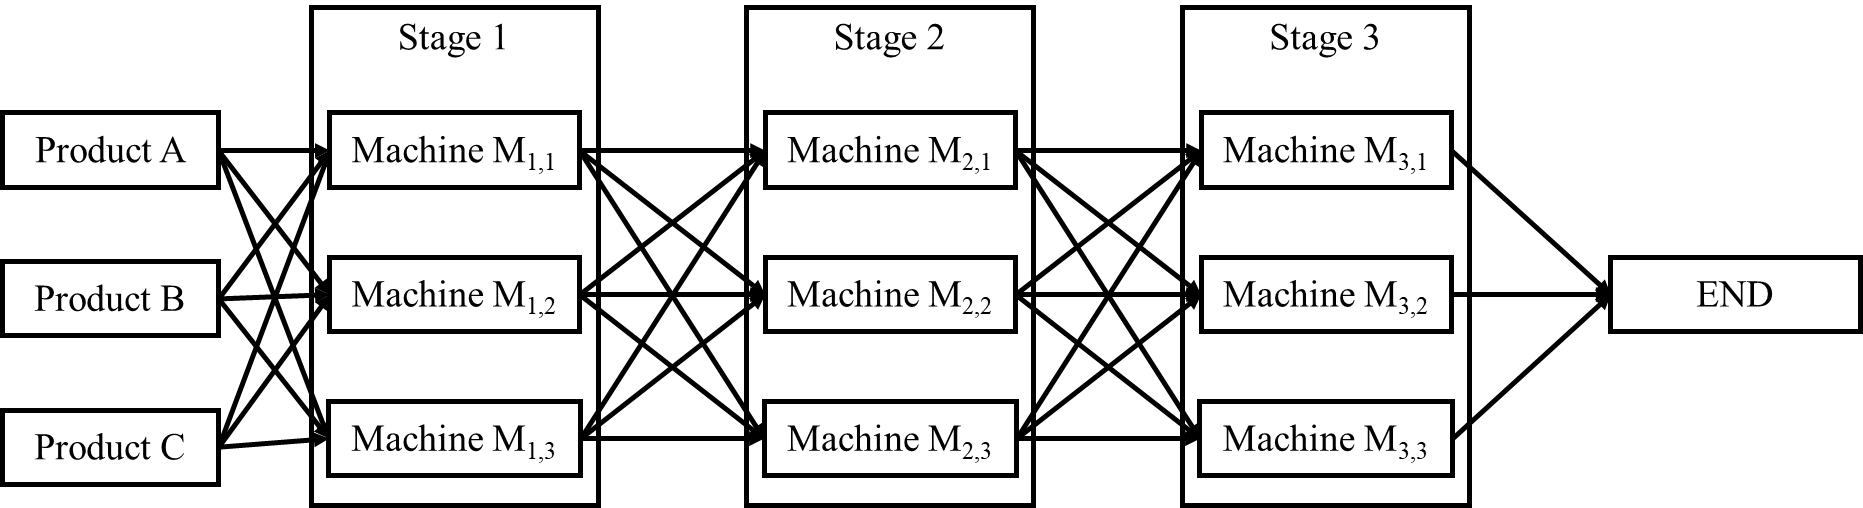 Stage 1
Stage 2
Stage 3
Product A
Machine M1,1
Machine M2,1
Machine M3,1
Product B
Machine M1,2
Machine M2,2
Machine M3,2
END
Product C
Machine M1,3
Machine M2,3
Machine M3,3